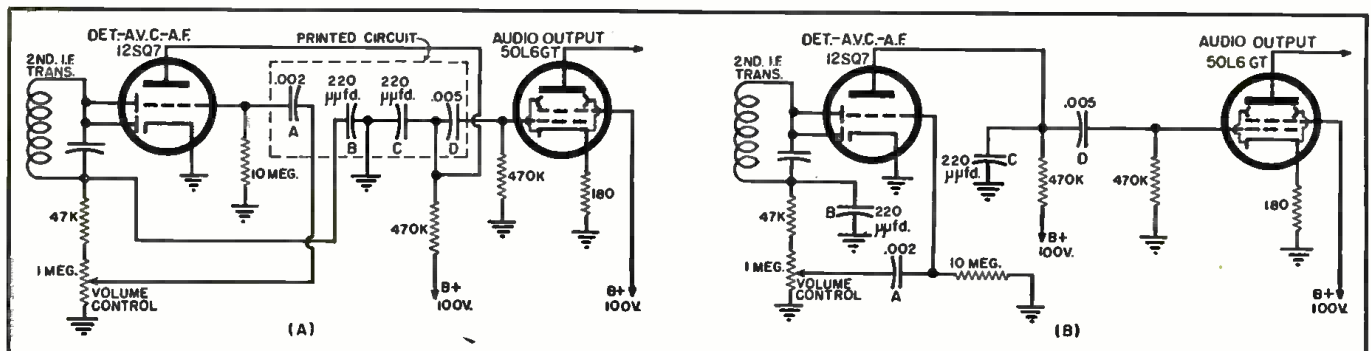 DET-A.V.C-A.F.
12SQ7
PRINTED CIRCUIT
AUDIO OUTPUT
50L6GT
2ND. I.F.
TRANS.
.002
A
220
µµfd.
B
220
µµfd.
C
.005
D
10 MEG.
47K
470K
470K
180
1 MEG.
VOLUME
CONTROL
B+
100V.
B+
100V.
(A)
DET.-A.V.C-A.F.
12SQ7
AUDIO OUTPUT
50L6 GT
2ND. I.F.
TRANS.
.005
D
220
µµfd.
C
470K
470K
180
47K
B
220
µµfd.
.002
A
10 MEG.
1 MEG.
VOLUME
CONTROL
B+
100V.
B+
100V.
(B)